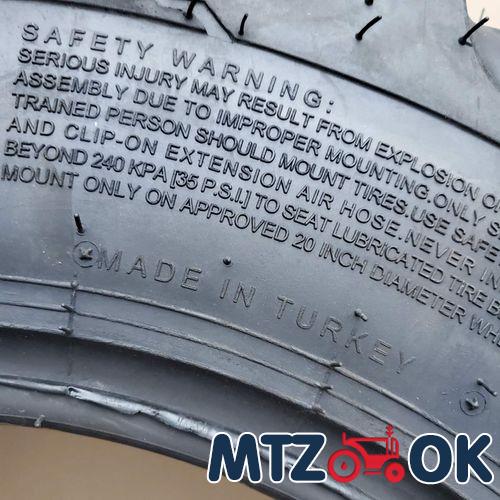 SAFETY WARNING:
SERIOUS INJURY MAY RESULT FROM EXPLOSION OF
ASSEMBLY DUE TO IMPROPER MOUNTING.ONLY
TRAINED PERSON SHOULD MOUNT TIRES.USE SAFE
AND CLIP-ON EXTENSION AIR HOSE.NEVER IN
BEYOND 240 KPA [35 P.S.I.] TO SEAT LUBRICATED TIRE
MOUNT ONLY ON APPROVED 20 INCH DIAMETER WHE
MADE IN TURKEY
MTZ OK